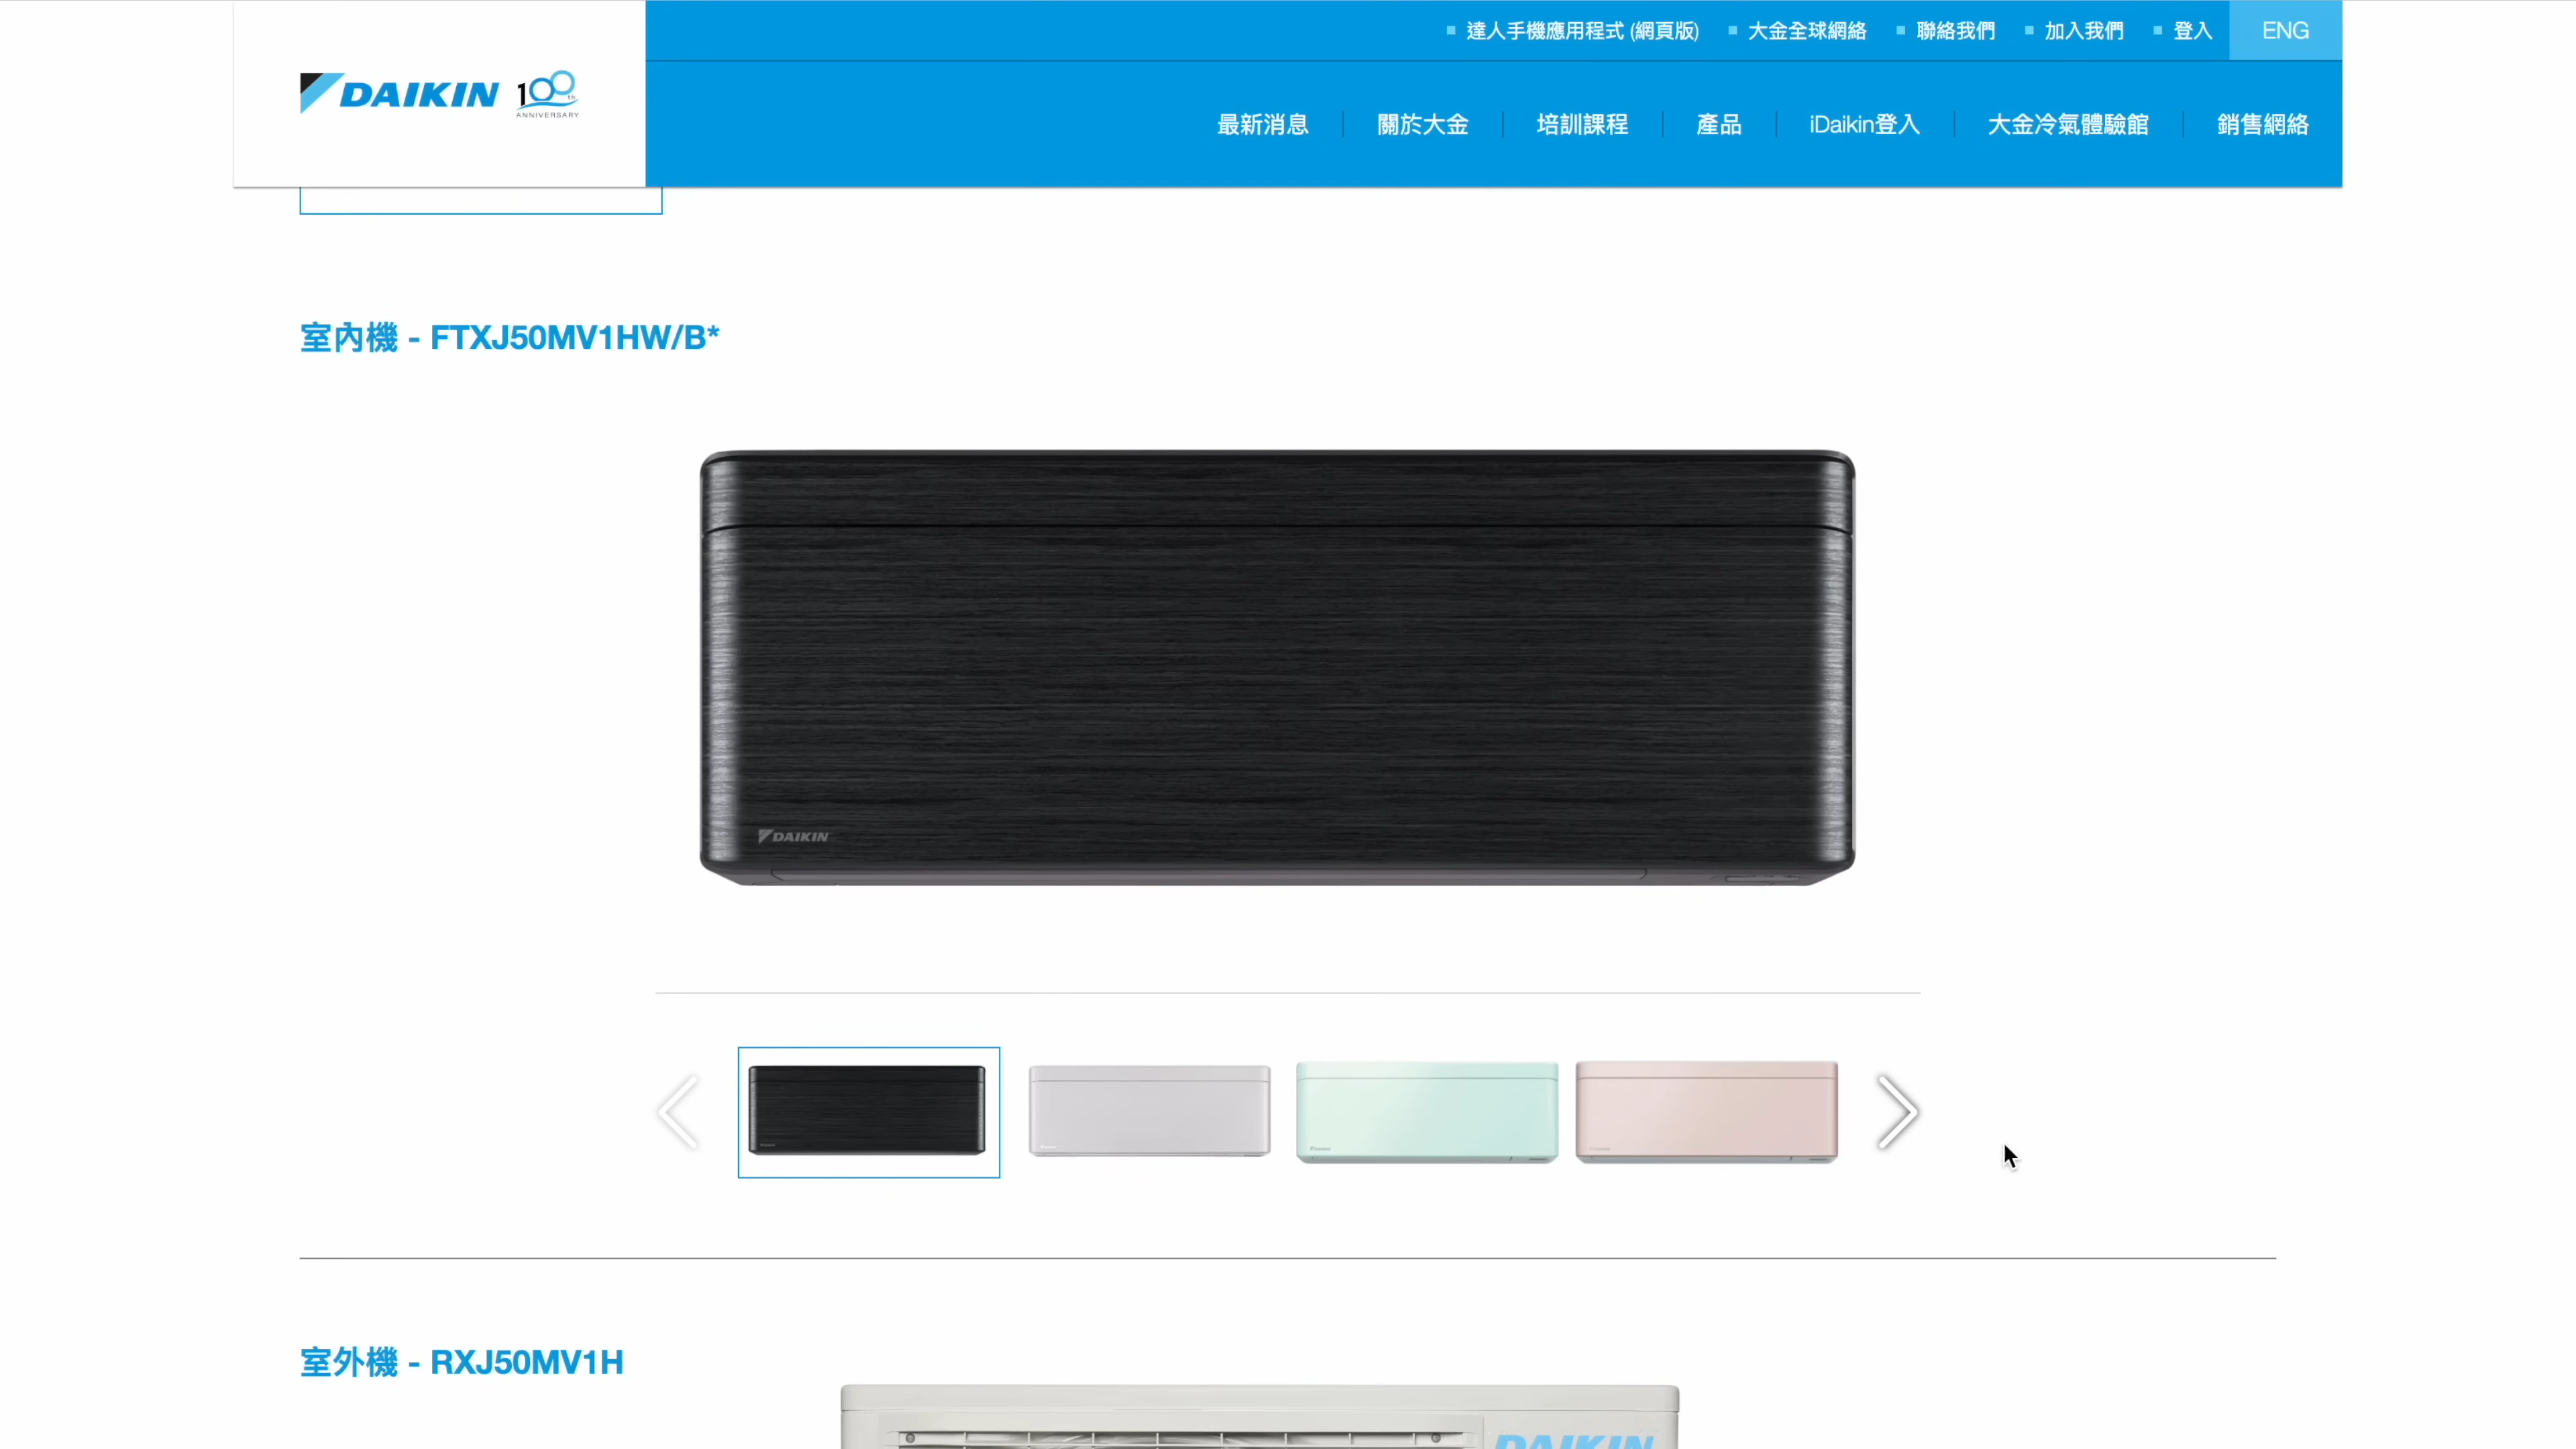 達人手機應用程式 (網頁版) 大金全球網絡 聯絡我們 加入我們 登入 ENG
DAIKIN 100th
ANNIVERSARY
最新消息 關於大金 培訓課程 產品 iDaikin登入 大金冷氣體驗館 銷售網絡
室內機 - FTXJ50MV1HW/B*
DAIKIN
室外機 - RXJ50MV1H
DAIKIN